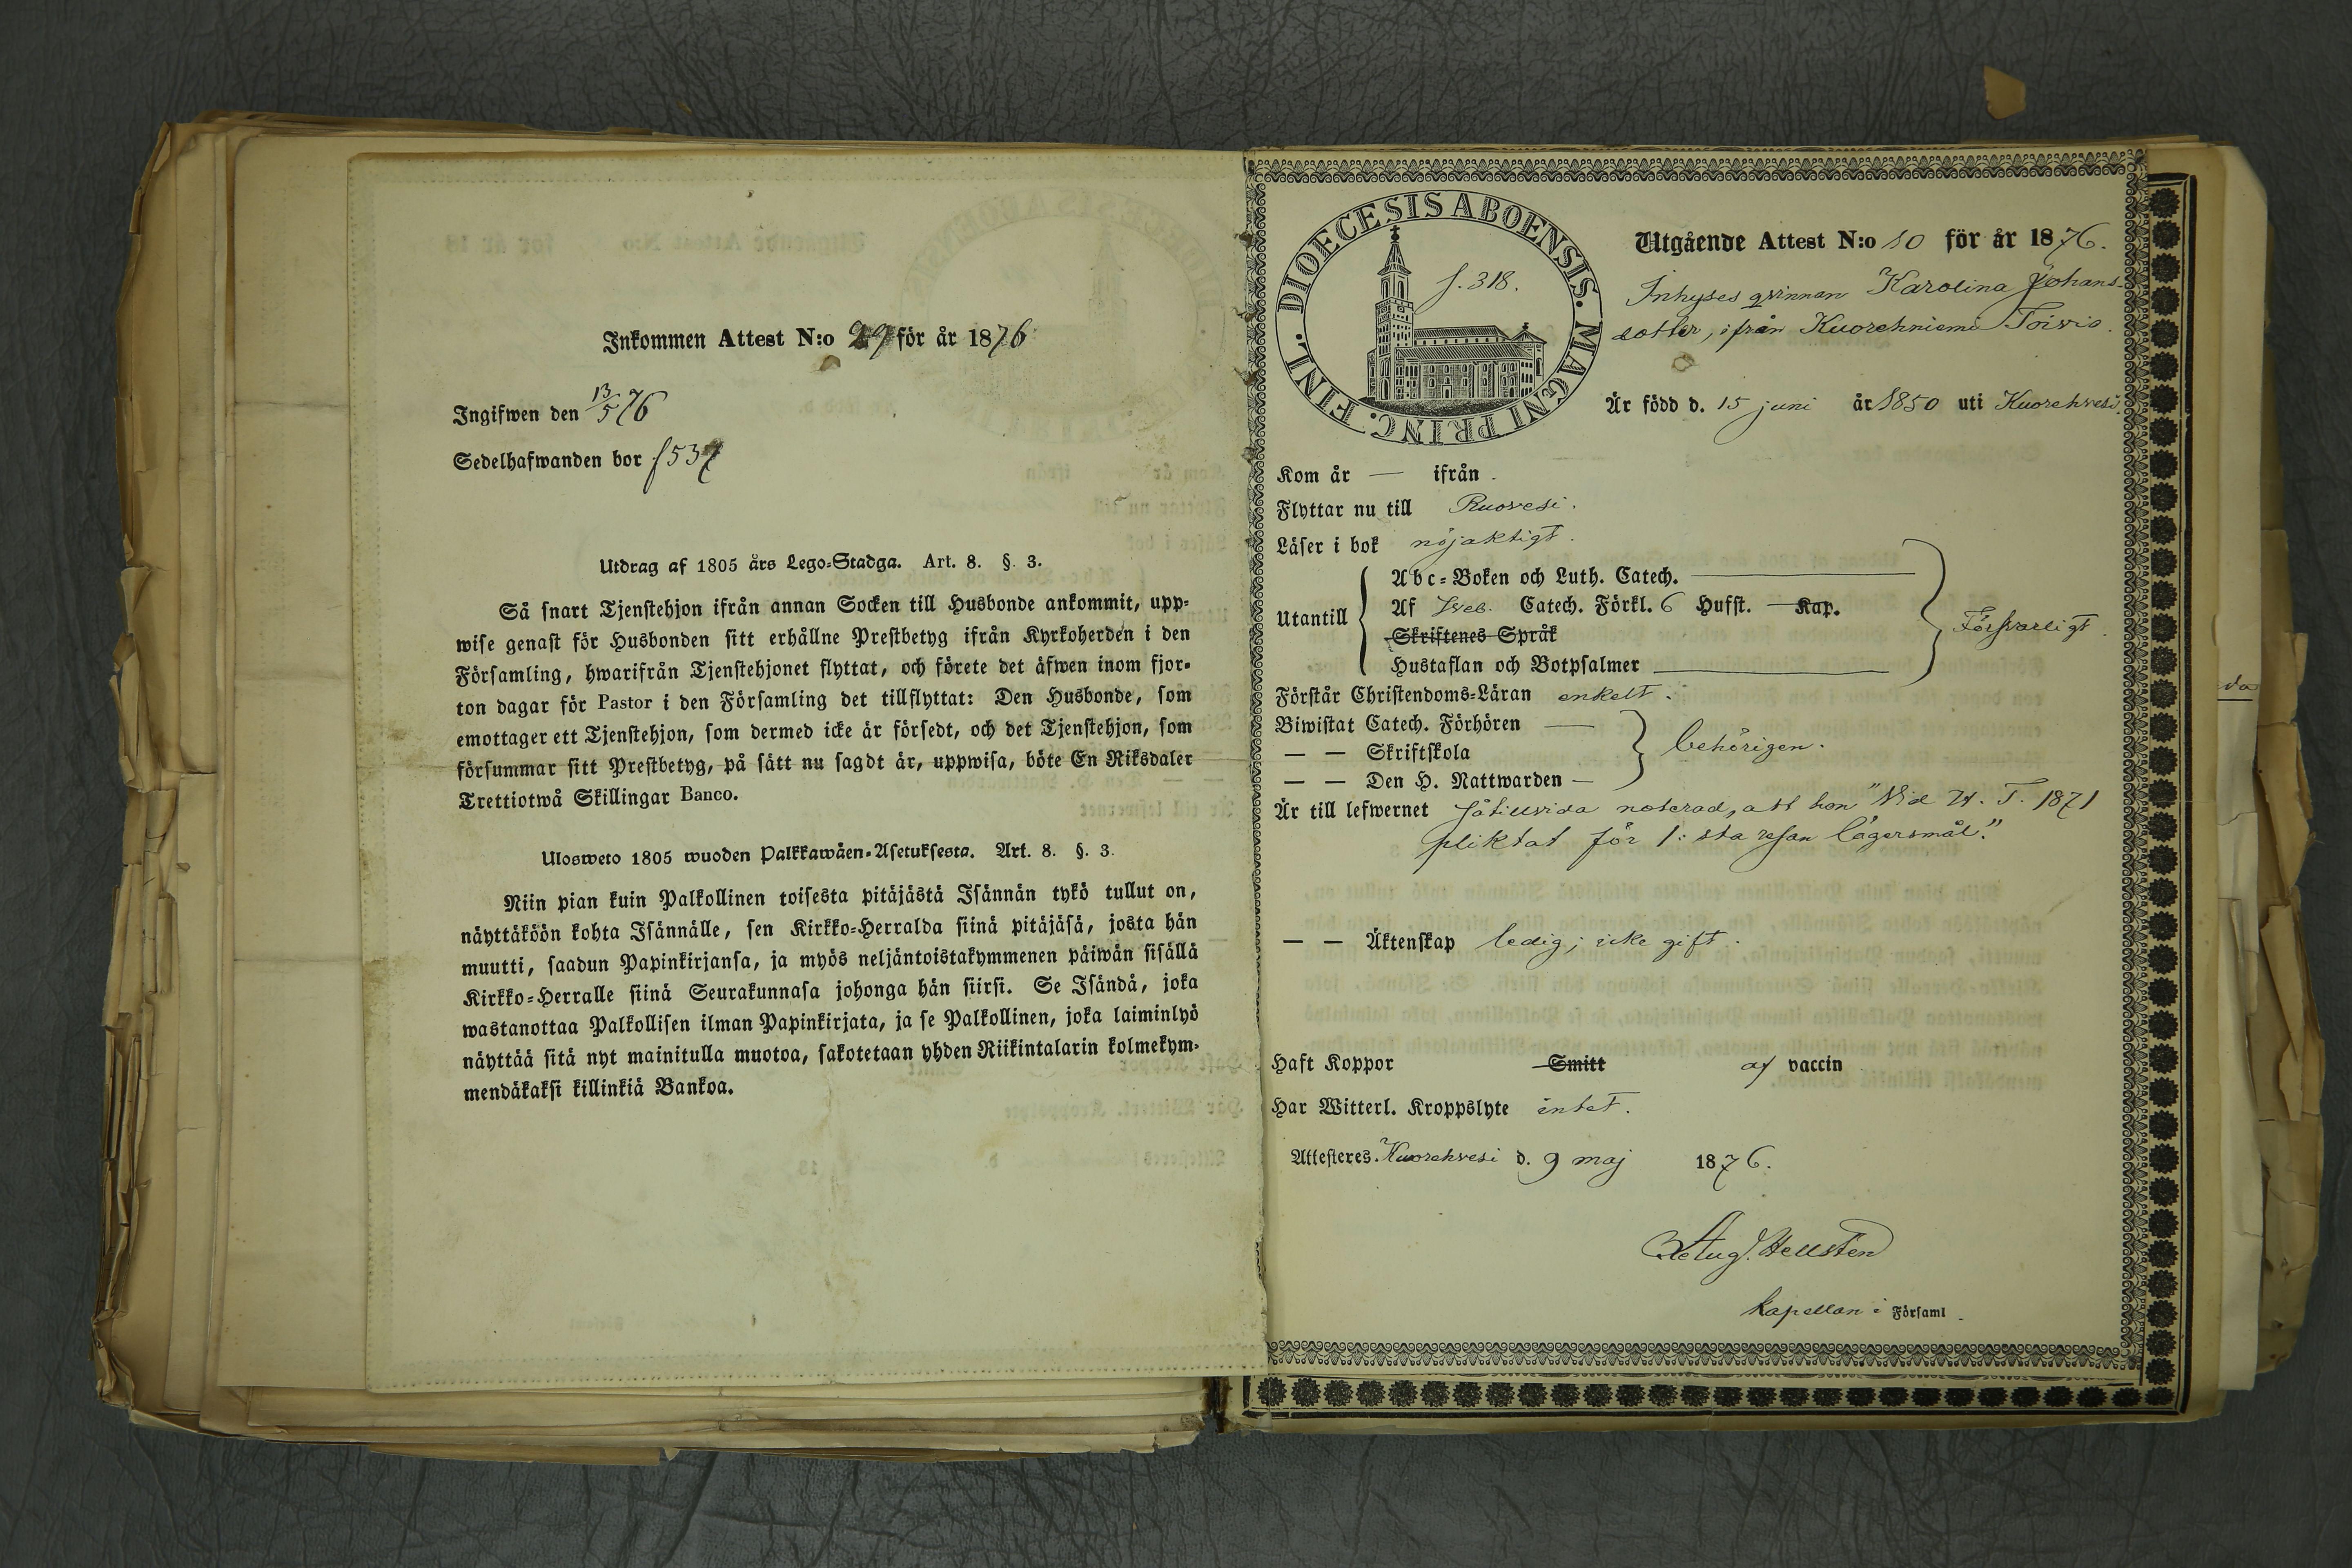 Inkommen Attest N:o 29 för år 1876
Ingifwen den 13/5 76
Sedelhafwanden bor f 537
Utdrag af 1805 års Lego-Stadga. Art. 8. §. 3.
Så snart Tjenstehjon ifrån annan Socken till Husbonde ankommit, upp-
wise genast för Husbonden sitt erhållne Prestbetyg ifrån Kyrkoherden i den
Församling, hwarifrån Tjenstehjonet flyttat, och förete det äfwen inom fjor-
ton dagar för Pastor i den Församling det tillflyttat: Den Husbonde, som
emottager ett Tjenstehjon, som dermed icke är försedt, och det Tjenstehjon, som
försummar sitt Prestbetyg, på sätt nu sagdt är, uppwisa, böte En Riksdaler
Trettiotwå Skillingar Banco.
Ulosweto 1805 wuoden Palkkawäen-Asetuksesta. Art. 8. §. 3.
Niin pian kuin Palkollinen toisesta pitäjästä Isännän tykö tullut on,
näyttäköön kohta Isännälle, sen Kirkko-Herralda siinä pitäjäsä, josta hän
muutti, saadun Papinkirjansa, ja myös neljäntoistakymmenen päiwän sisällä
Kirkko-Herralle siinä Seurakunnasa johonga hän siirsi. Se Isändä, joka
wastanottaa Palkollisen ilman Papinkirjata, ja se Palkollinen, joka laiminlyö
näyttää sitä nyt mainitulla muotoa, sakotetaan yhden Riikintalarin kolmekym-
mendäkaksi killinkiä Bankoa.
DIOECESIS ABOENSIS. MAGNI PRINC. FINL.
f. 318.
Utgående Attest N:o 10 för år 1876.
Inhyses qvinnan Karolina Johans-
dotter, ifrån Kuorehniemi Toivio.
Är född d. 15 juni år 1850 uti Kuorehvesi.
Kom år — ifrån .
Flyttar nu till Ruovesi.
Läser i bok nöjaktigt.
Utantill
Abc-Boken och Luth. Catech. —
Af Sveb. Catech. Förkl. 6 Hufst. — Kap.
Skriftenes Språk
Hustaflan och Botpsalmer —
Försvarligt.
Förstår Christendoms-Läran enkelt.
Biwistat Catech. Förhören —
— — Skriftskola
— — Den H. Nattwarden —
behörigen.
Är till lefwernet såtillvida noterad, att hon "vid W. T. 1871
pliktat för 1:sta resan lägersmål."
— — Äktenskap ledig; icke gift.
Haft Koppor Smitt af vaccin
Har Witterl. Kroppslyte intet.
Attesteres. Kuorehvesi d. 9 maj 1876.
Aug. Hellsten
Kapellan i Församl.